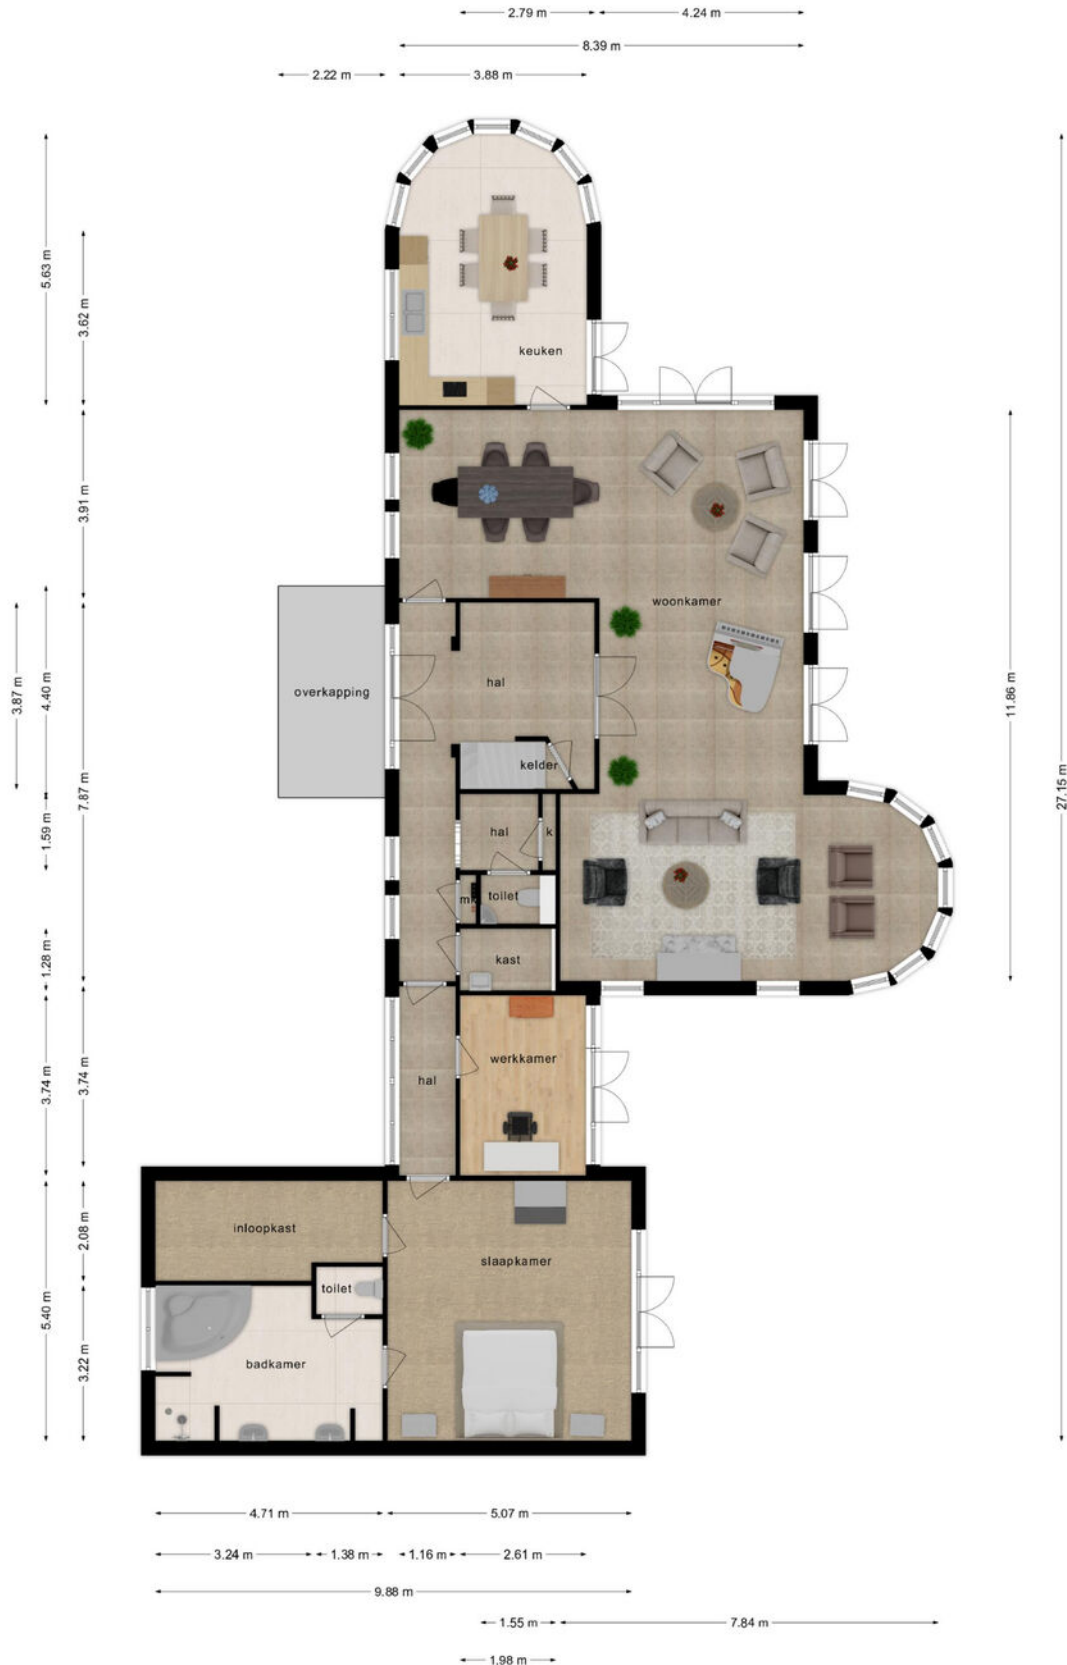 2.79 m
4.24 m
8.39 m
2.22 m
3.88 m
5.63 m
3.62 m
keuken
3.91 m
woonkamer
3.87 m
4.40 m
overkapping
hal
11.86 m
27.15 m
7.87 m
kelder
1.59 m
hal
k
mk
toilet
1.28 m
kast
3.74 m
3.74 m
hal
werkkamer
2.08 m
inloopkast
slaapkamer
toilet
5.40 m
3.22 m
badkamer
4.71 m
5.07 m
3.24 m
1.38 m
1.16 m
2.61 m
9.88 m
1.55 m
7.84 m
1.98 m